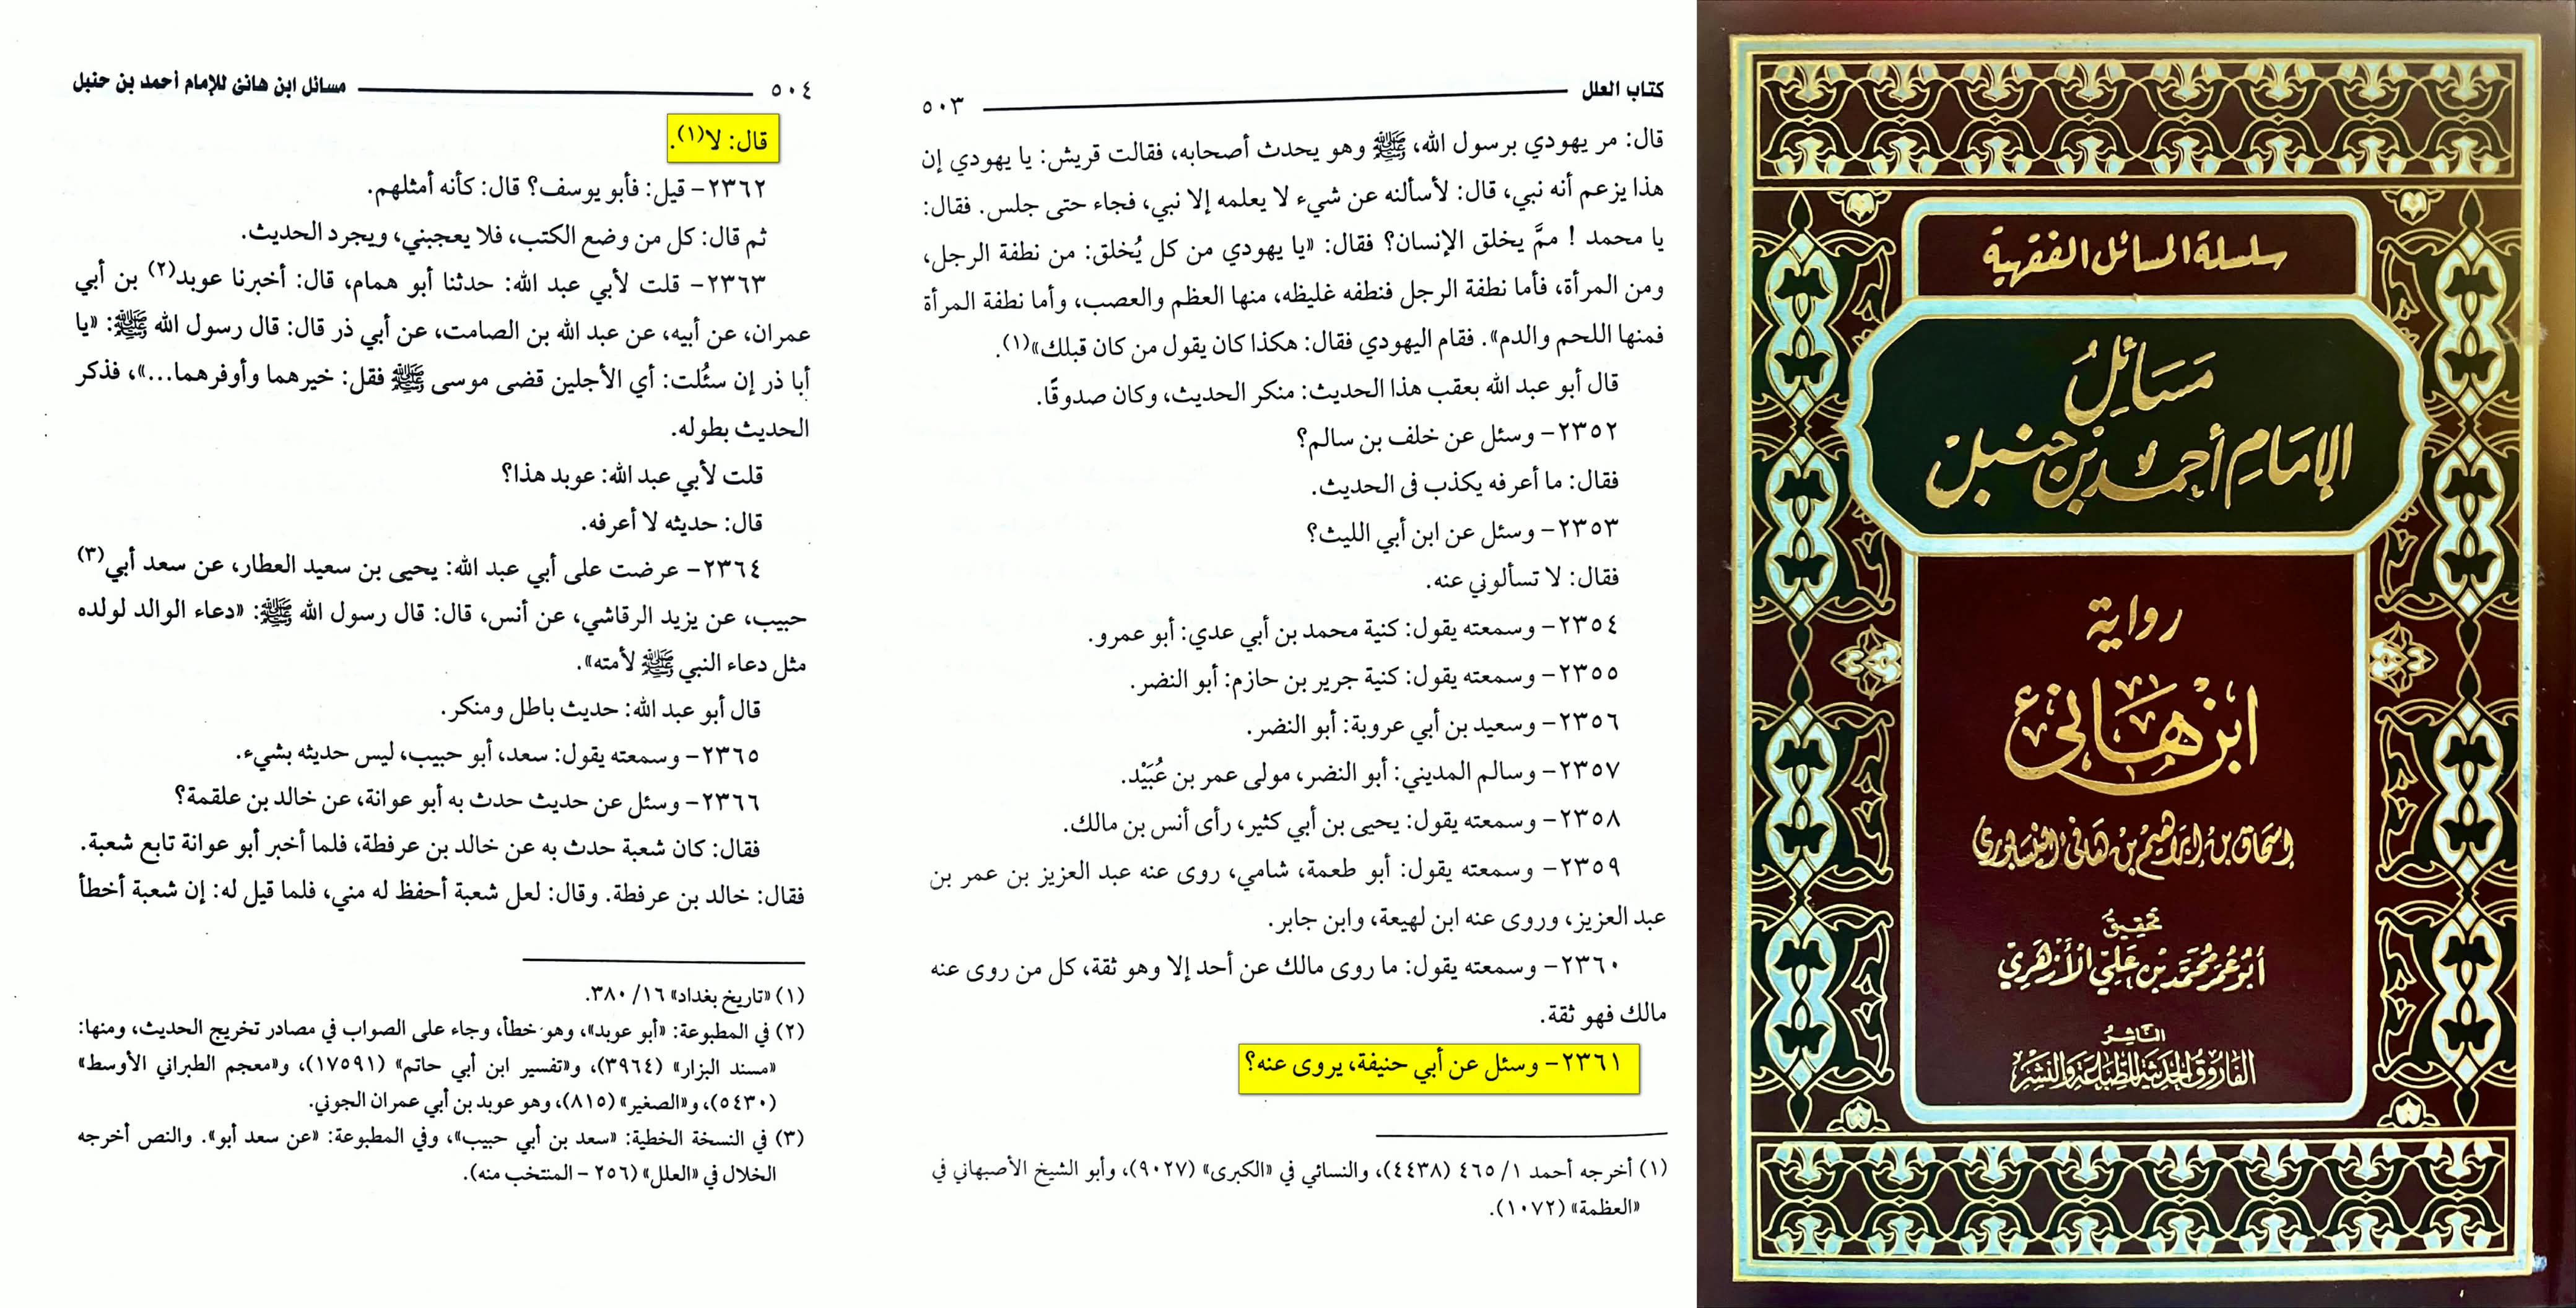 كتاب العلل ٥٠٣
قال: مر يهودي برسول الله، ﷺ وهو يحدث أصحابه، فقالت قريش: يا يهودي إن
هذا يزعم أنه نبي، قال: لأسألنه عن شيء لا يعلمه إلا نبي، فجاء حتى جلس. فقال:
يا محمد ! ممَّ يخلق الإنسان؟ فقال: «يا يهودي من كل يُخلق: من نطفة الرجل،
ومن المرأة، فأما نطفة الرجل فنطفه غليظه، منها العظم والعصب، وأما نطفة المرأة
فمنها اللحم والدم». فقام اليهودي فقال: هكذا كان يقول من كان قبلك»(١).
قال أبو عبد الله بعقب هذا الحديث: منكر الحديث، وكان صدوقًا.
٢٣٥٢- وسئل عن خلف بن سالم؟
فقال: ما أعرفه يكذب فى الحديث.
٢٣٥٣- وسئل عن ابن أبي الليث؟
فقال: لا تسألوني عنه.
٢٣٥٤- وسمعته يقول: كنية محمد بن أبي عدي: أبو عمرو.
٢٣٥٥- وسمعته يقول: كنية جرير بن حازم: أبو النضر.
٢٣٥٦- وسعيد بن أبي عروبة: أبو النضر.
٢٣٥٧- وسالم المديني: أبو النضر، مولى عمر بن عُبَيْد.
٢٣٥٨- وسمعته يقول: يحيى بن أبي كثير، رأى أنس بن مالك.
٢٣٥٩- وسمعته يقول: أبو طعمة، شامي، روى عنه عبد العزيز بن عمر بن
عبد العزيز، وروى عنه ابن لهيعة، وابن جابر.
٢٣٦٠- وسمعته يقول: ما روى مالك عن أحد إلا وهو ثقة، كل من روى عنه
مالك فهو ثقة.
٢٣٦١- وسئل عن أبي حنيفة، يروى عنه؟
(١) أخرجه أحمد ١/ ٤٦٥ (٤٤٣٨)، والنسائي في «الكبرى» (٩٠٢٧)، وأبو الشيخ الأصبهاني في
«العظمة» (١٠٧٢).
٥٠٤ مسائل ابن هانئ للإمام أحمد بن حنبل
قال: لا(١).
٢٣٦٢- قيل: فأبو يوسف؟ قال: كأنه أمثلهم.
ثم قال: كل من وضع الكتب، فلا يعجبني، ويجرد الحديث.
٢٣٦٣- قلت لأبي عبد الله: حدثنا أبو همام، قال: أخبرنا عوبد(٢) بن أبي
عمران، عن أبيه، عن عبد الله بن الصامت، عن أبي ذر قال: قال رسول الله ﷺ: «يا
أبا ذر إن سئُلت: أي الأجلين قضى موسى ﷺ فقل: خيرهما وأوفرهما...»، فذكر
الحديث بطوله.
قلت لأبي عبد الله: عوبد هذا؟
قال: حديثه لا أعرفه.
٢٣٦٤- عرضت على أبي عبد الله: يحيى بن سعيد العطار، عن سعد أبي(٣)
حبيب، عن يزيد الرقاشي، عن أنس، قال: قال رسول الله ﷺ: «دعاء الوالد لولده
مثل دعاء النبي ﷺ لأمته».
قال أبو عبد الله: حديث باطل ومنكر.
٢٣٦٥- وسمعته يقول: سعد، أبو حبيب، ليس حديثه بشيء.
٢٣٦٦- وسئل عن حديث حدث به أبو عوانة، عن خالد بن علقمة؟
فقال: كان شعبة حدث به عن خالد بن عرفطة، فلما أخبر أبو عوانة تابع شعبة.
فقال: خالد بن عرفطة. وقال: لعل شعبة أحفظ له مني، فلما قيل له: إن شعبة أخطأ
(١) «تاريخ بغداد» ١٦/ ٣٨٠.
(٢) في المطبوعة: «أبو عوبد»، وهو خطأ، وجاء على الصواب في مصادر تخريج الحديث، ومنها:
«مسند البزار» (٣٩٦٤)، و«تفسير ابن أبي حاتم» (١٧٥٩١)، و«معجم الطبراني الأوسط»
(٥٤٣٠)، و«الصغير» (٨١٥)، وهو عوبد بن أبي عمران الجوني.
(٣) في النسخة الخطية: «سعد بن أبي حبيب»، وفي المطبوعة: «عن سعد أبو». والنص أخرجه
الخلال في «العلل» (٢٥٦ - المنتخب منه).
سلسلة المسائل الفقهية
مَسَائِلُ
الإمَامِ أحمد بن حنبل
رواية
ابن هانئ
إسحاق بن إبراهيم بن هانئ النيسابوري
تحقيق
أبو عمر محمد بن علي الأزهري
الناشر
الفاروق الحديثة للطباعة والنشر